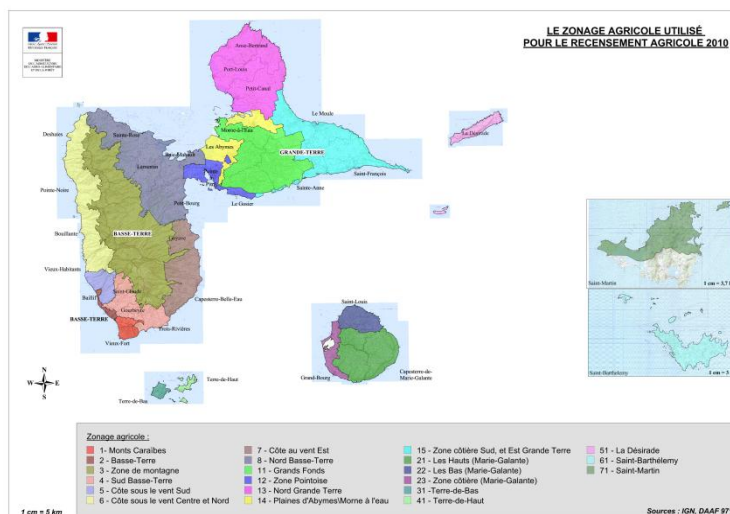 LE ZONAGE AGRICOLE UTILISÉ
POUR LE RECENSEMENT AGRICOLE 2010
Anse-Bertrand
Port-Louis
Petit-Canal
Le Moule
La Désirade
Morne-à-l'Eau
Les Abymes
GRANDE-TERRE
Saint-François
Sainte-Anne
Le Gosier
Deshaies
Sainte-Rose
Lamentin
Petit-Bourg
Pointe-Noire
BASSE-TERRE
Goyave
Bouillante
Vieux-Habitants
Saint-Claude
Baillif
Gourbeyre
Capesterre-Belle-Eau
BASSE-TERRE
Trois-Rivières
Vieux-Fort
Saint-Louis
Grand-Bourg
Capesterre-de-
Marie-Galante
Terre-de-Haut
Terre-de-Bas
Saint-Martin
1 cm = 3,7
Saint-Barthélemy
1 cm = 3
N
W
E
S
Zonage agricole :
1- Monts Caraïbes
2 - Basse-Terre
3 - Zone de montagne
4 - Sud Basse-Terre
5 - Côte sous le vent Sud
6 - Côte sous le vent Centre et Nord
7 - Côte au vent Est
8 - Nord Basse-Terre
11 - Grands Fonds
12 - Zone Pointoise
13 - Nord Grande Terre
14 - Plaines d'Abymes\Morne à l'eau
15 - Zone côtière Sud, et Est Grande Terre
21 - Les Hauts (Marie-Galante)
22 - Les Bas (Marie-Galante)
23 - Zone côtière (Marie-Galante)
31 -Terre-de-Bas
41 - Terre-de-Haut
51 - La Désirade
61 - Saint-Barthélémy
71 - Saint-Martin
1 cm = 5 km
Sources : IGN, DAAF 97